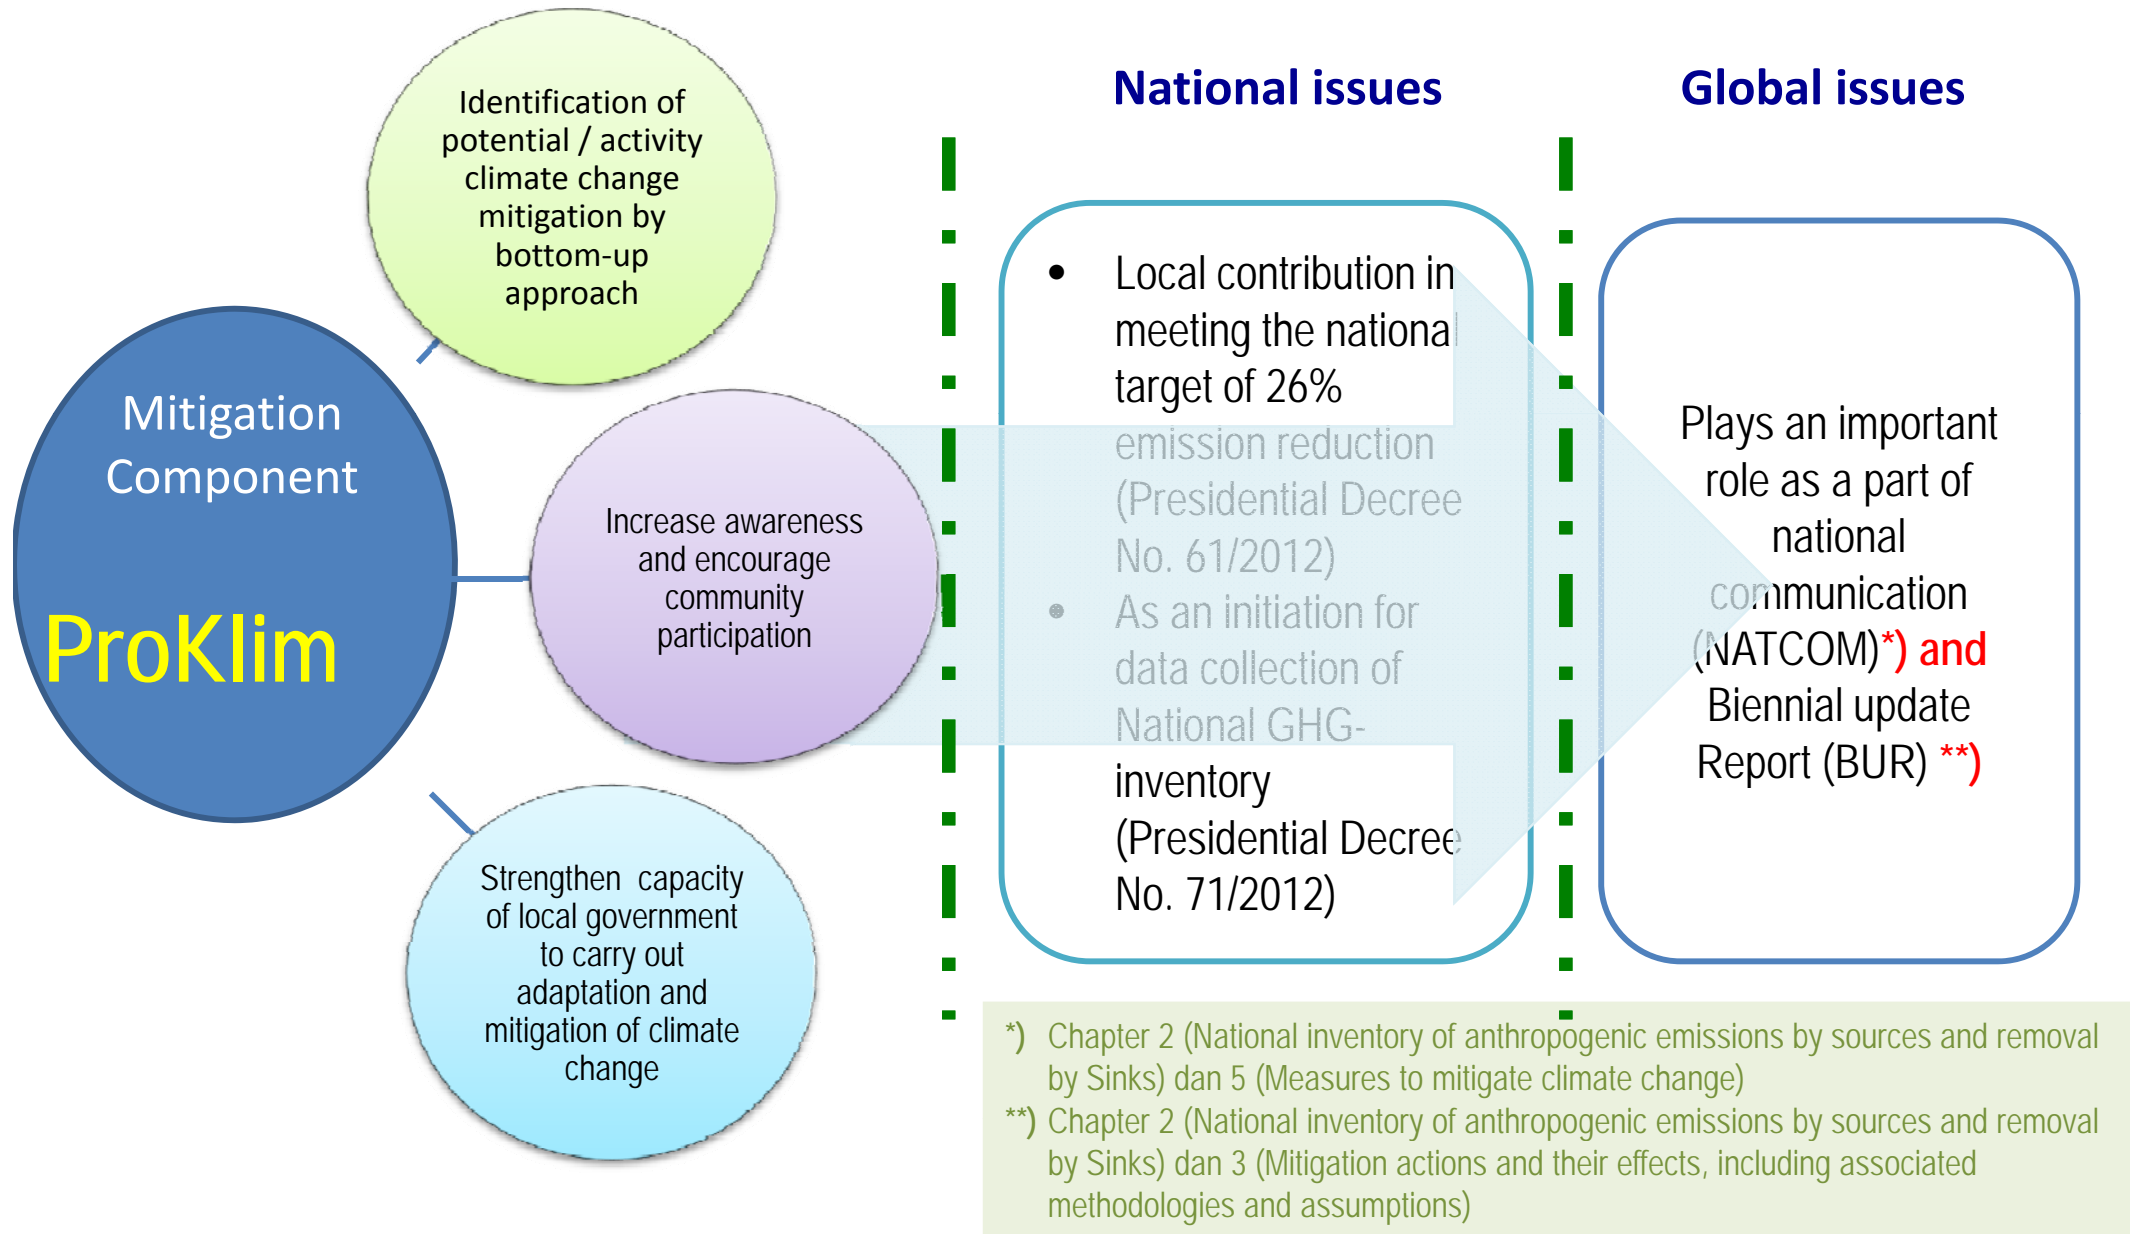 Mitigation
Component
ProKlim
Identification of
potential / activity
climate change
mitigation by
bottom-up
approach
Increase awareness
and encourage
community
participation
Strengthen capacity
of local government
to carry out
adaptation and
mitigation of climate
change
National issues
• Local contribution in
meeting the national
target of 26%
emission reduction
(Presidential Decree
No. 61/2012)
• As an initiation for
data collection of
National GHG-
inventory
(Presidential Decree
No. 71/2012)
Global issues
Plays an important
role as a part of
national
communication
(NATCOM)*) and
Biennial update
Report (BUR) **)
*) Chapter 2 (National inventory of anthropogenic emissions by sources and removal
by Sinks) dan 5 (Measures to mitigate climate change)
**) Chapter 2 (National inventory of anthropogenic emissions by sources and removal
by Sinks) dan 3 (Mitigation actions and their effects, including associated
methodologies and assumptions)